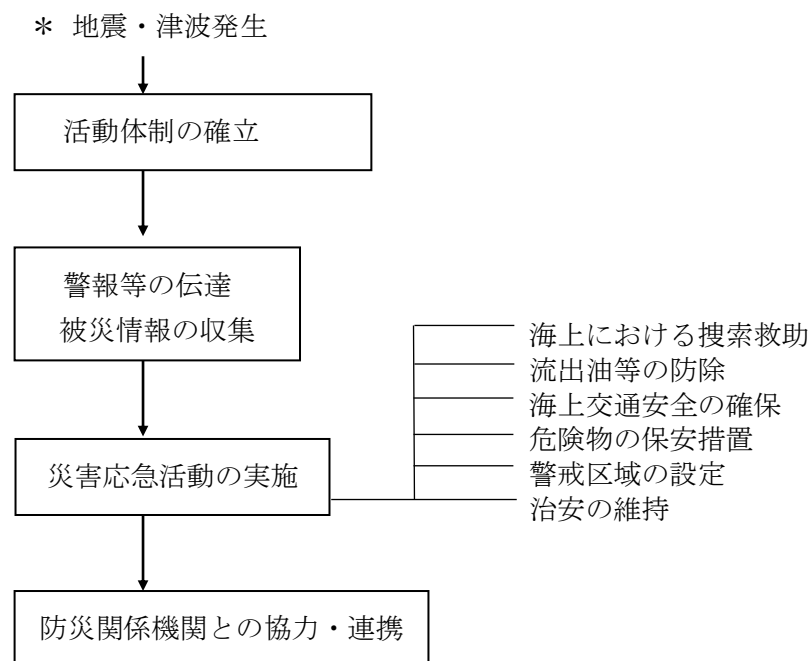 ＊ 地震・津波発生
活動体制の確立
警報等の伝達
被災情報の収集
災害応急活動の実施
海上における捜索救助
流出油等の防除
海上交通安全の確保
危険物の保安措置
警戒区域の設定
治安の維持
防災関係機関との協力・連携